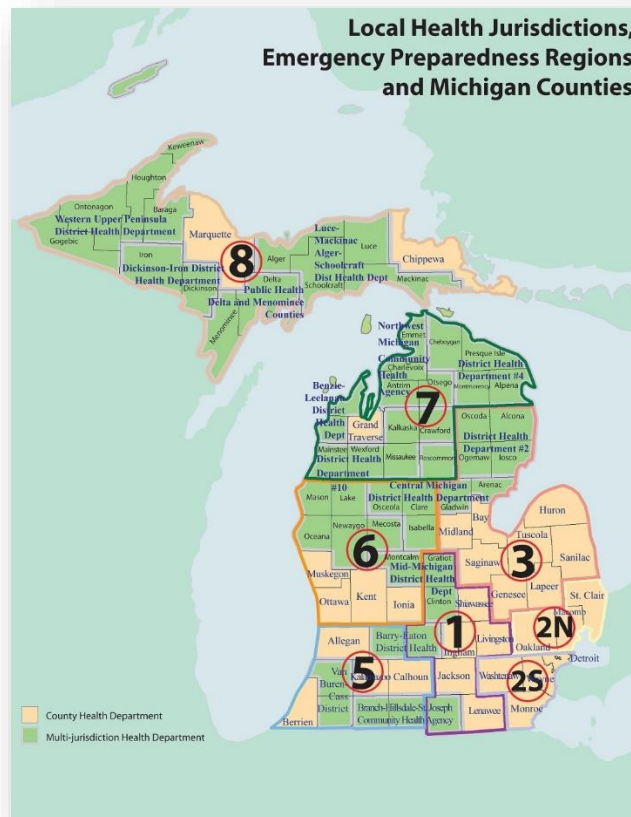 Local Health Jurisdictions,
Emergency Preparedness Regions
and Michigan Counties
Keweenaw
Houghton
Ontonagon
Baraga
Gogebic
Western Upper Peninsula
District Health Department
Marquette
Iron
Dickinson-Iron District
Health Department
Dickinson
Menominee
8
Alger
Delta
Public Health
Delta and Menominee
Counties
Schoolcraft
Luce-
Mackinac
Alger-
Schoolcraft
Dist Health Dept
Luce
Chippewa
Mackinac
Northwest
Michigan
Community
Health
Agency
Emmet
Cheboygan
Charlevoix
Antrim
Otsego
Presque Isle
District Health
Department #4
Montmorency
Alpena
7
Benzie-
Leelanau
District
Health
Dept
Grand
Traverse
Kalkaska
Crawford
Manistee
Wexford
Missaukee
Roscommon
District Health
Department
#10
Oscoda
Alcona
District Health
Department #2
Ogemaw
Iosco
Central Michigan
District Health Department
Arenac
Mason
Lake
Osceola
Clare
Gladwin
Oceana
Newaygo
Mecosta
Isabella
6
Montcalm
Gratiot
Mid-Michigan
District Health
Dept
Clinton
Muskegon
Ottawa
Kent
Ionia
Bay
Midland
Huron
Tuscola
3
Saginaw
Sanilac
Genesee
Lapeer
St. Clair
Macomb
2N
Oakland
Detroit
Shiawassee
1
Livingston
Ingham
Jackson
Washtenaw
Wayne
2S
Lenawee
Monroe
Allegan
Barry-Eaton
District Health
5
Van
Buren-
Cass
District
Calhoun
Berrien
Branch-Hillsdale-St. Joseph
Community Health Agency
County Health Department
Multi-jurisdiction Health Department